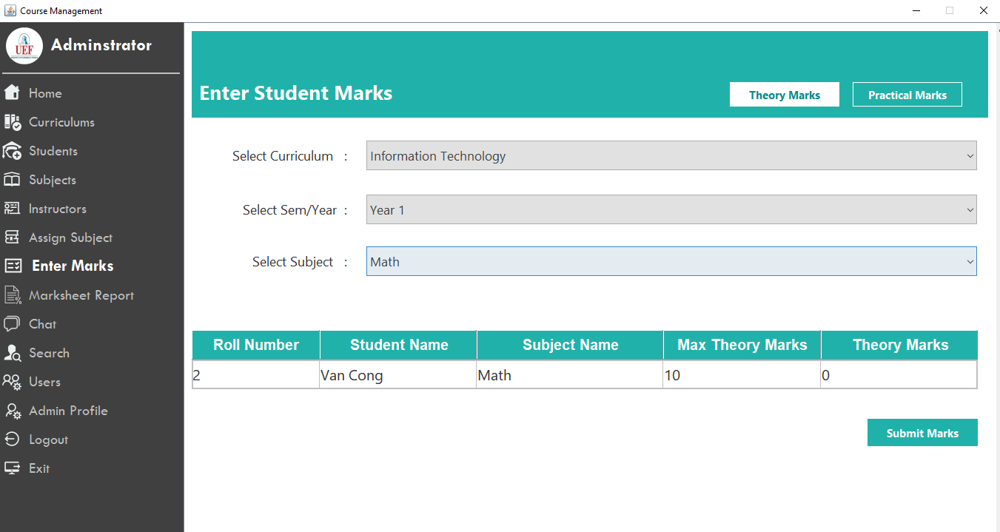 Course Management
UEF
Adminstrator
Home
Curriculums
Students
Subjects
Instructors
Assign Subject
Enter Marks
Marksheet Report
Chat
Search
Users
Admin Profile
Logout
Exit
Enter Student Marks
Theory Marks
Practical Marks
Select Curriculum :
Information Technology
Select Sem/Year :
Year 1
Select Subject :
Math
Roll Number Student Name Subject Name Max Theory Marks Theory Marks
2 Van Cong Math 10 0
Submit Marks